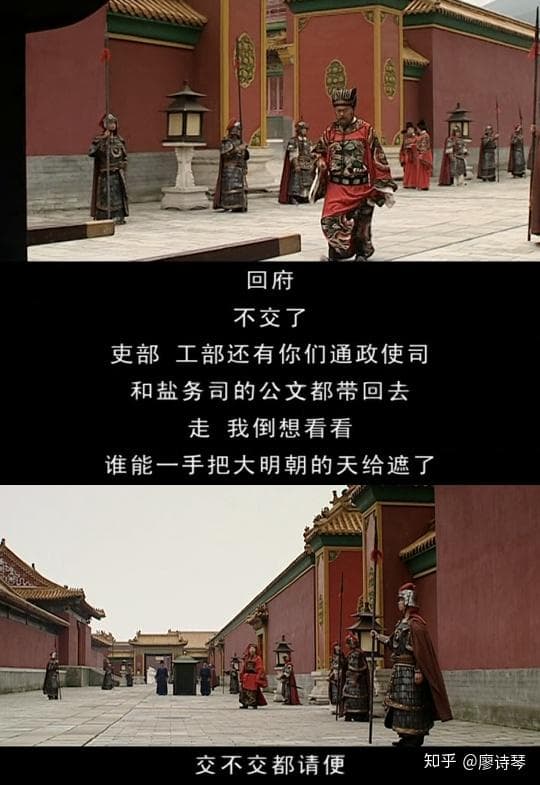 回府
不交了
吏部 工部还有你们通政使司
和盐务司的公文都带回去
走 我倒想看看
谁能一手把大明朝的天给遮了
交不交都请便
知乎 @廖诗琴